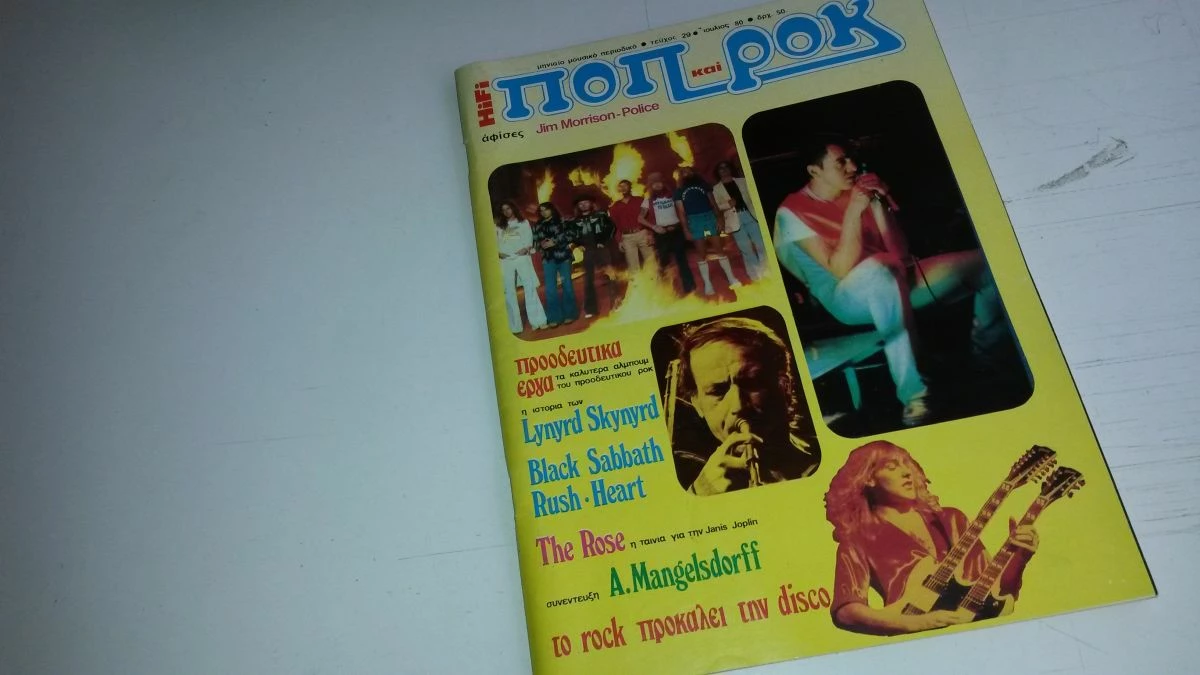 μηνιαίο μουσικό περιοδικό • τεύχος 29 • ιούλιος 80 • δρχ. 50
HiFi
ΠΟΠ και ΡΟΚ
ἀφίσες Jim Morrison-Police
προοδευτικα
εργα τα καλυτερα αλμπουμ
του προοδευτικου ροκ
η ιστορια των
Lynyrd Skynyrd
Black Sabbath
Rush · Heart
The Rose η ταινια για την Janis Joplin
συνεντευξη A.Mangelsdorff
το rock προκαλει την disco